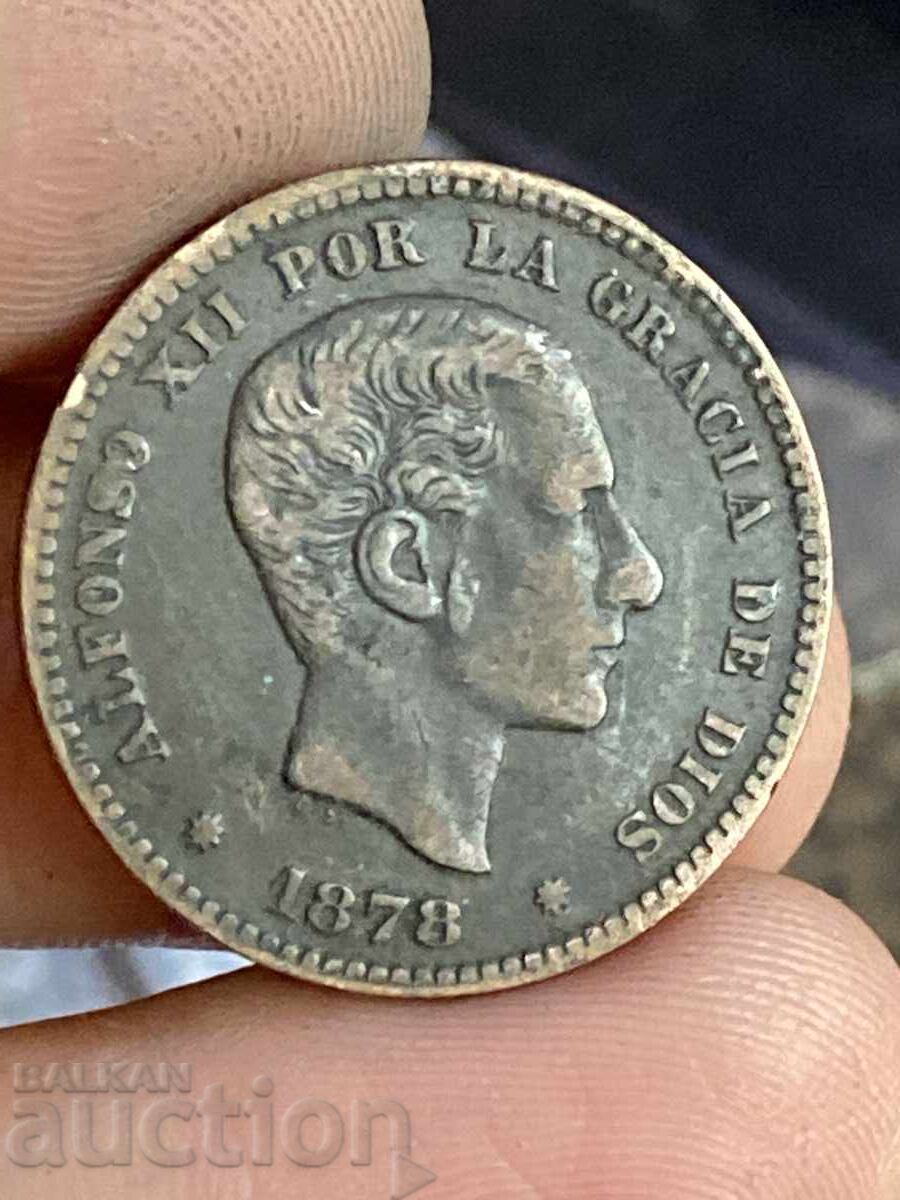 ALFONSO XII POR LA GRACIA DE DIOS
* 1878 *
BALKAN
auction